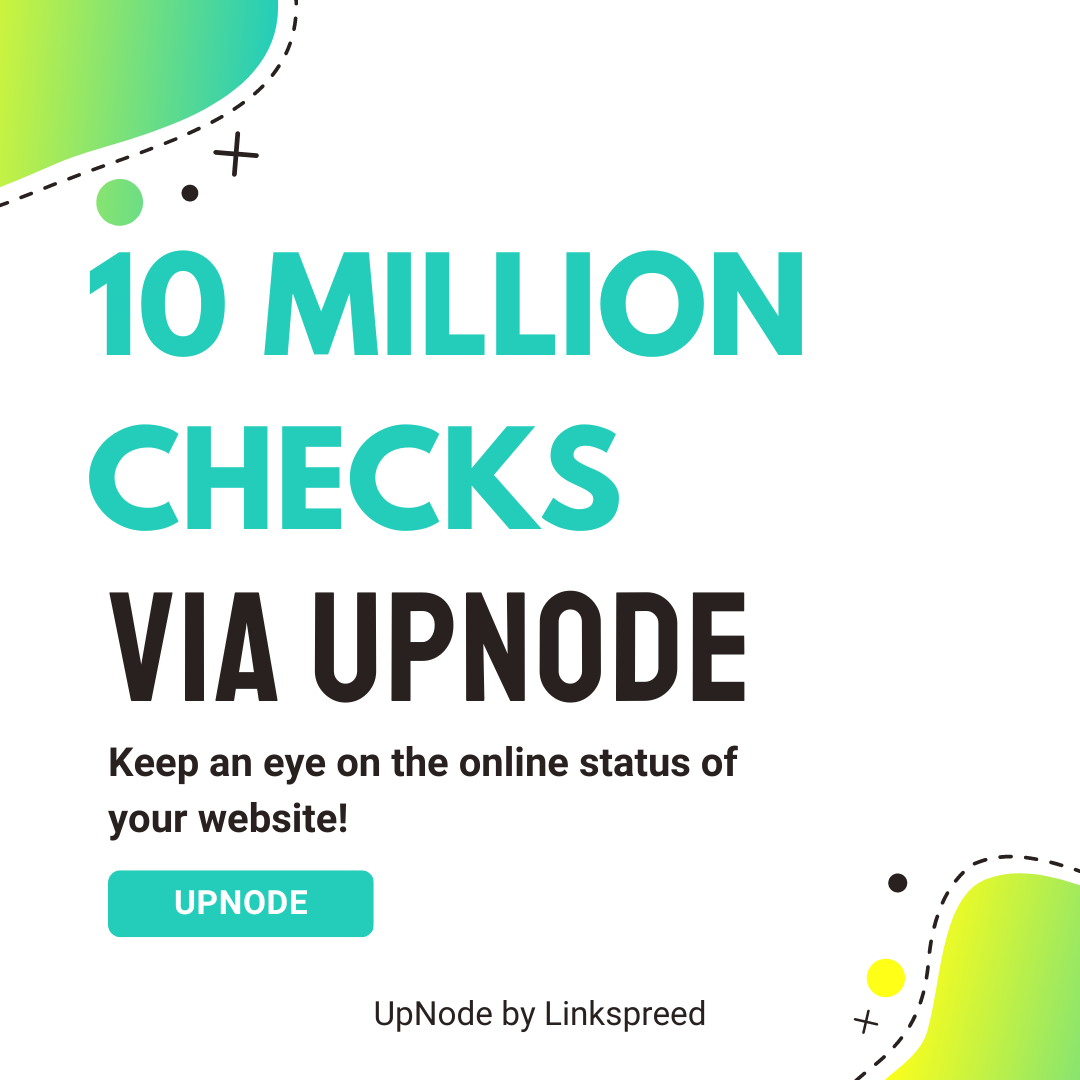 10 MILLION
CHECKS
VIA UPNODE
Keep an eye on the online status of
your website!
UPNODE
UpNode by Linkspreed